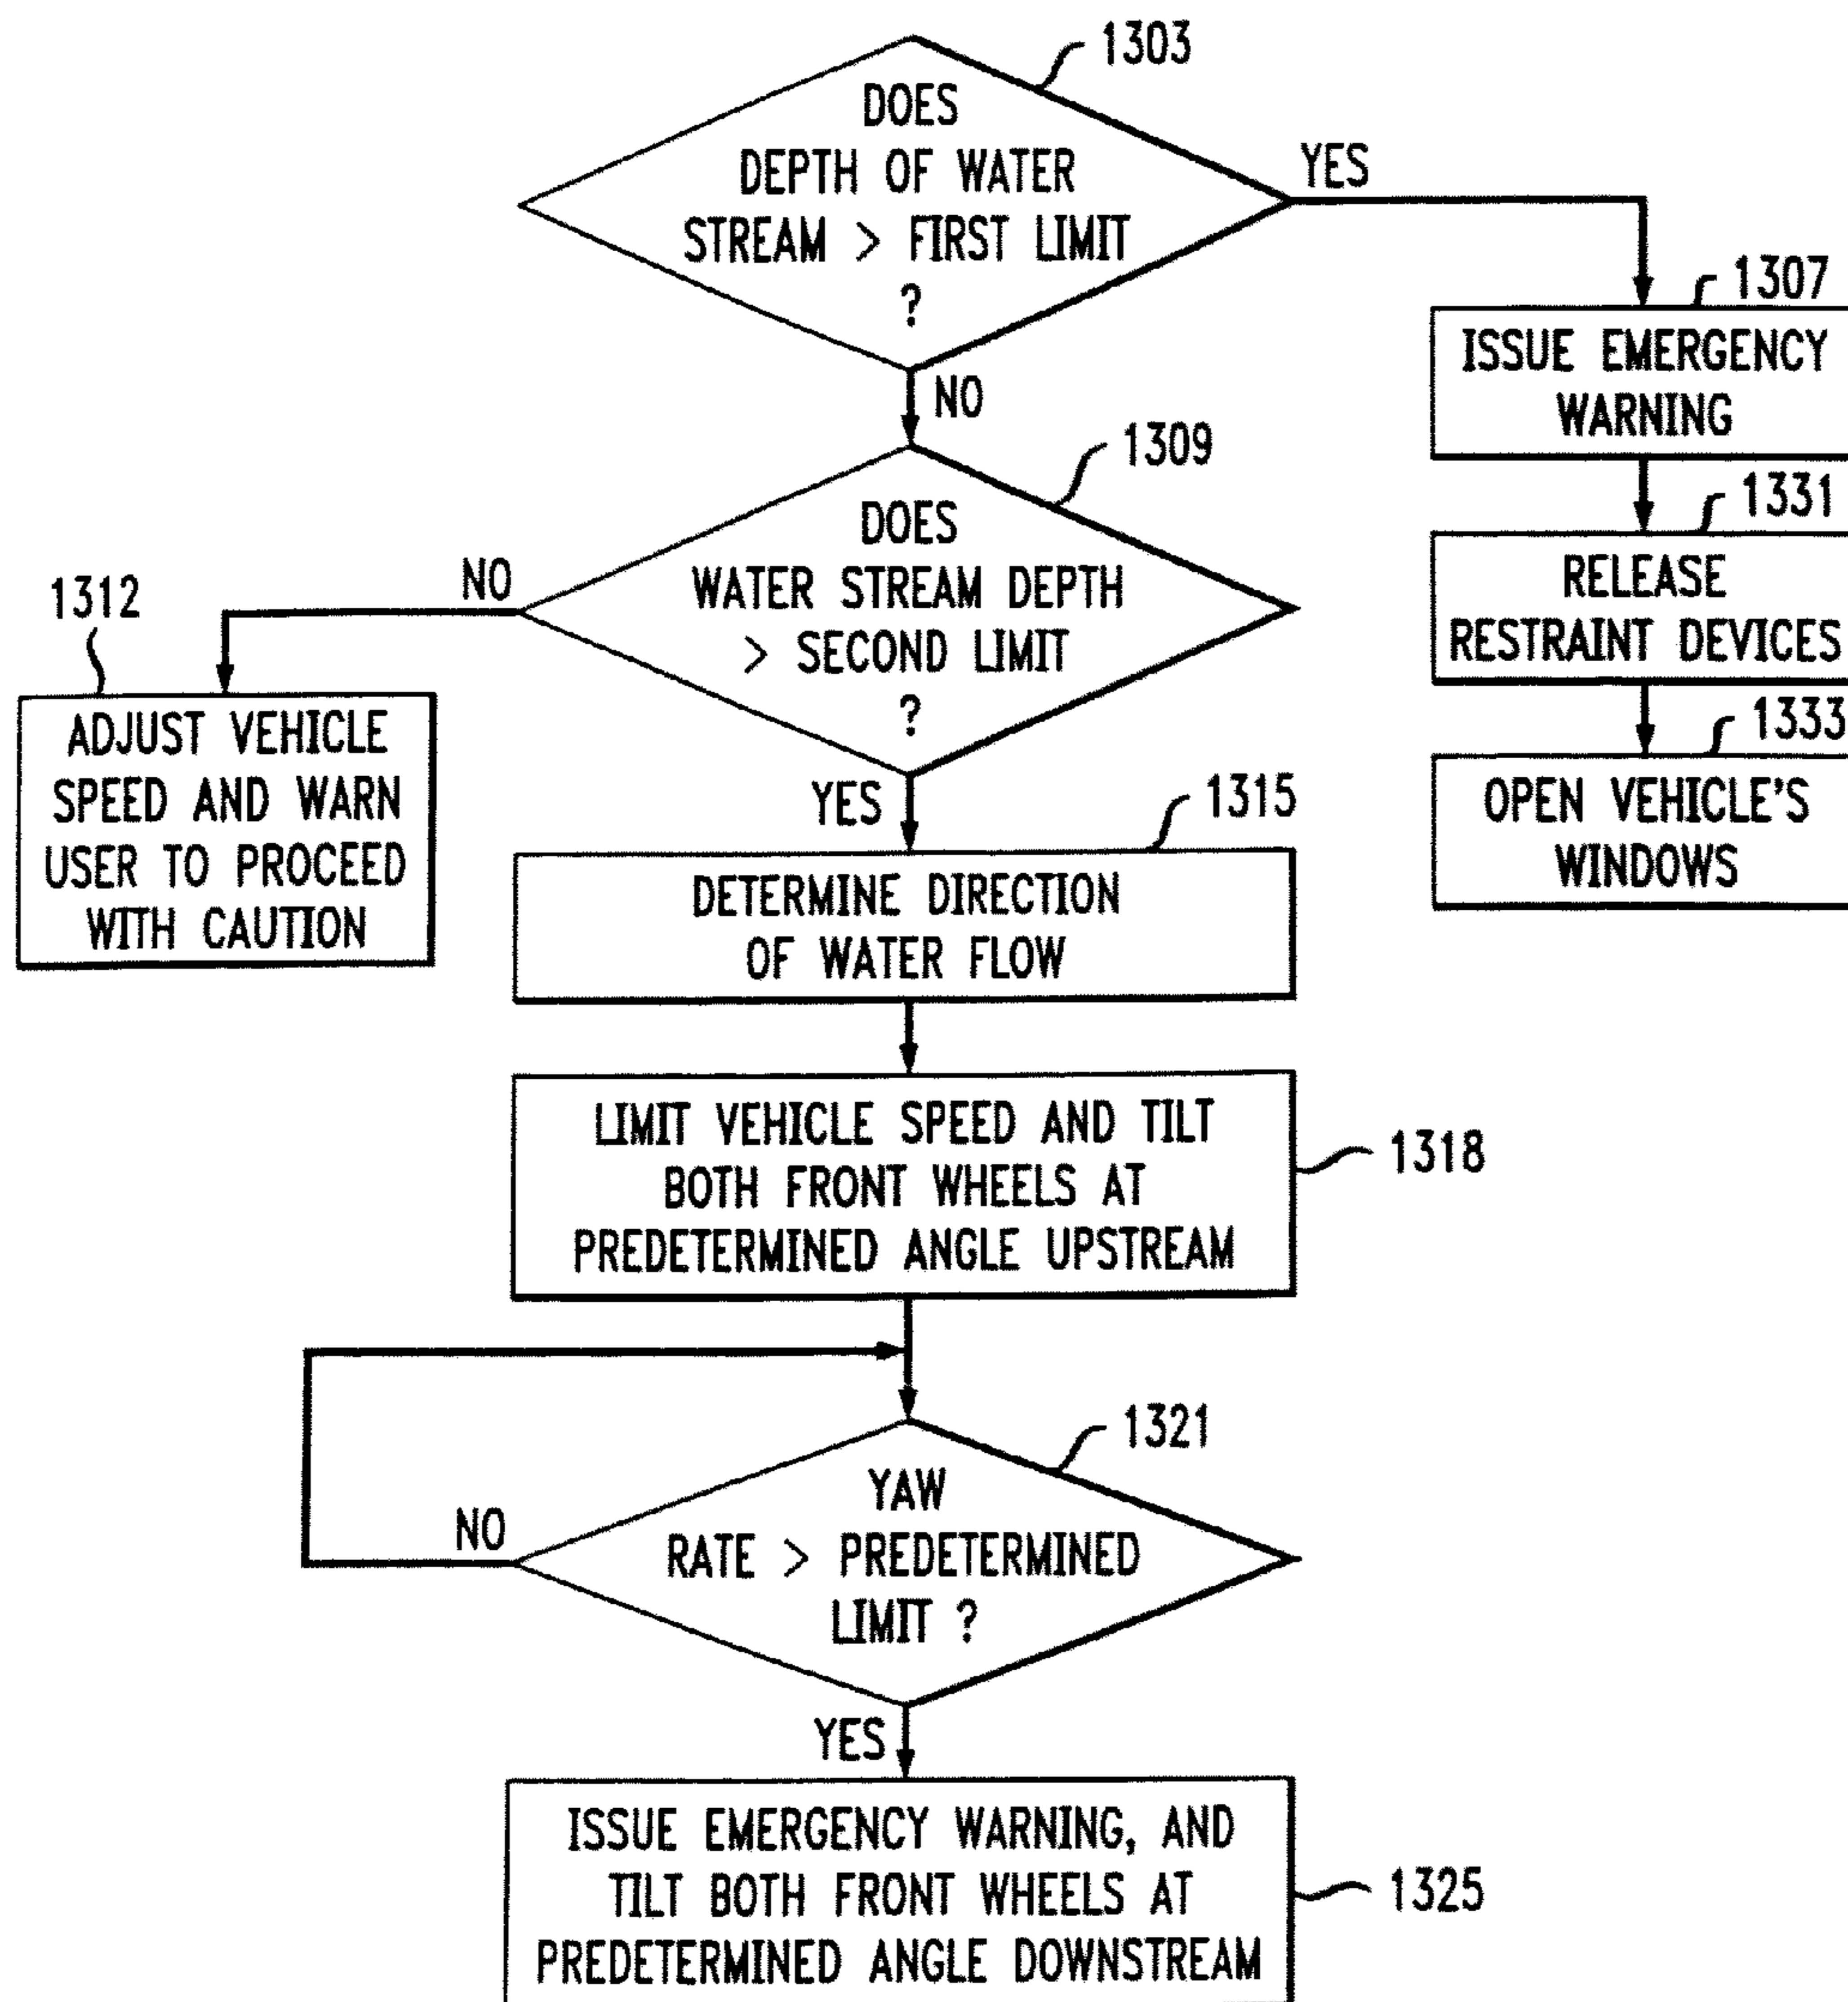 1303
DOES
DEPTH OF WATER
STREAM > FIRST LIMIT
?
YES
NO
1307
ISSUE EMERGENCY
WARNING
1331
RELEASE
RESTRAINT DEVICES
1333
OPEN VEHICLE'S
WINDOWS
1309
DOES
WATER STREAM DEPTH
> SECOND LIMIT
?
NO
YES
1312
ADJUST VEHICLE
SPEED AND WARN
USER TO PROCEED
WITH CAUTION
1315
DETERMINE DIRECTION
OF WATER FLOW
LIMIT VEHICLE SPEED AND TILT
BOTH FRONT WHEELS AT
PREDETERMINED ANGLE UPSTREAM
1318
1321
YAW
RATE > PREDETERMINED
LIMIT ?
NO
YES
ISSUE EMERGENCY WARNING, AND
TILT BOTH FRONT WHEELS AT
PREDETERMINED ANGLE DOWNSTREAM
1325